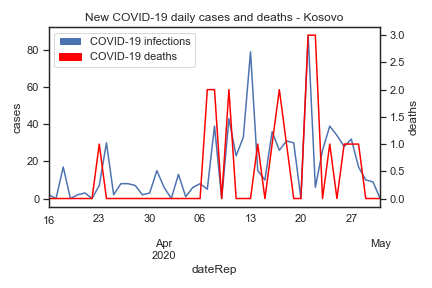 New COVID-19 daily cases and deaths - Kosovo
COVID-19 infections
COVID-19 deaths
cases
80
60
40
20
0
deaths
3.0
2.5
2.0
1.5
1.0
0.5
0.0
16 23 30 06 13 20 27
Apr May
2020
dateRep